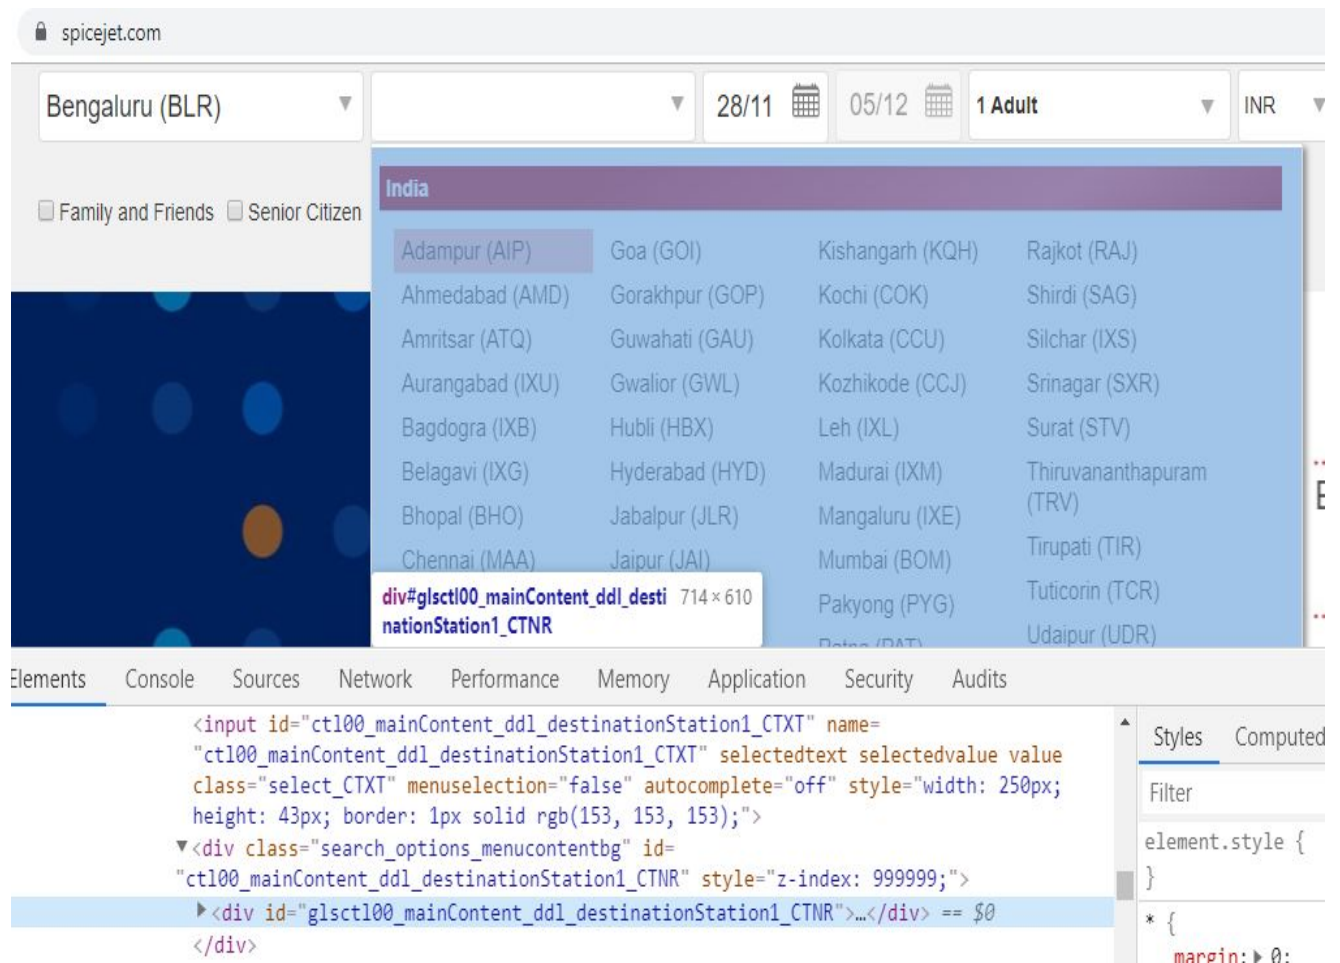 spicejet.com
Bengaluru (BLR) 28/11 05/12 1 Adult INR
India
Family and Friends Senior Citizen
Adampur (AIP) Goa (GOI) Kishangarh (KQH) Rajkot (RAJ)
Ahmedabad (AMD) Gorakhpur (GOP) Kochi (COK) Shirdi (SAG)
Amritsar (ATQ) Guwahati (GAU) Kolkata (CCU) Silchar (IXS)
Aurangabad (IXU) Gwalior (GWL) Kozhikode (CCJ) Srinagar (SXR)
Bagdogra (IXB) Hubli (HBX) Leh (IXL) Surat (STV)
Belagavi (IXG) Hyderabad (HYD) Madurai (IXM) Thiruvananthapuram
(TRV)
Bhopal (BHO) Jabalpur (JLR) Mangaluru (IXE)
Chennai (MAA) Jaipur (JAI) Mumbai (BOM) Tirupati (TIR)
div#glsctl00_mainContent_ddl_desti 714 × 610
nationStation1_CTNR
Pakyong (PYG) Tuticorin (TCR)
Patna (PAT) Udaipur (UDR)
Elements Console Sources Network Performance Memory Application Security Audits
<input id="ctl00_mainContent_ddl_destinationStation1_CTXT" name=
"ctl00_mainContent_ddl_destinationStation1_CTXT" selectedtext selectedvalue value
class="select_CTXT" menuselection="false" autocomplete="off" style="width: 250px;
height: 43px; border: 1px solid rgb(153, 153, 153);">
<div class="search_options_menucontentbg" id=
"ctl00_mainContent_ddl_destinationStation1_CTNR" style="z-index: 999999;">
<div id="glsctl00_mainContent_ddl_destinationStation1_CTNR">…</div> == $0
</div>
Styles Computed
Filter
element.style {
}
* {
margin: 0;